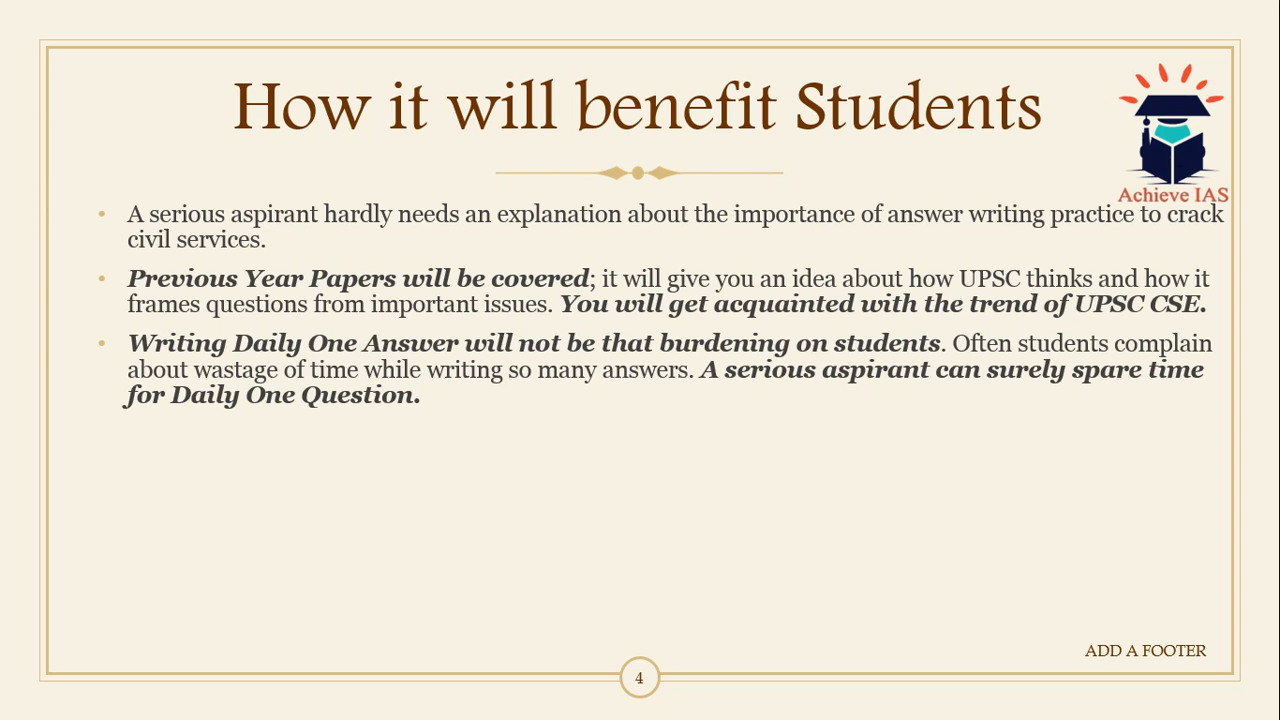 How it will benefit Students
Achieve IAS
• A serious aspirant hardly needs an explanation about the importance of answer writing practice to crack
civil services.
• Previous Year Papers will be covered; it will give you an idea about how UPSC thinks and how it
frames questions from important issues. You will get acquainted with the trend of UPSC CSE.
• Writing Daily One Answer will not be that burdening on students. Often students complain
about wastage of time while writing so many answers. A serious aspirant can surely spare time
for Daily One Question.
ADD A FOOTER
4